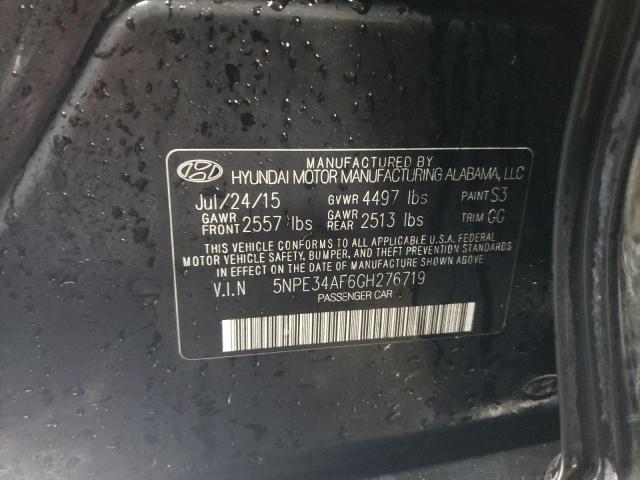 MANUFACTURED BY
HYUNDAI MOTOR MANUFACTURING ALABAMA, LLC
Jul/24/15 GVWR 4497 lbs PAINT S3
GAWR FRONT 2557 lbs GAWR REAR 2513 lbs TRIM GG
THIS VEHICLE CONFORMS TO ALL APPLICABLE U.S.A. FEDERAL
MOTOR VEHICLE SAFETY, BUMPER, AND THEFT PREVENTION STANDARDS
IN EFFECT ON THE DATE OF MANUFACTURE SHOWN ABOVE.
V.I.N 5NPE34AF6GH276719
PASSENGER CAR